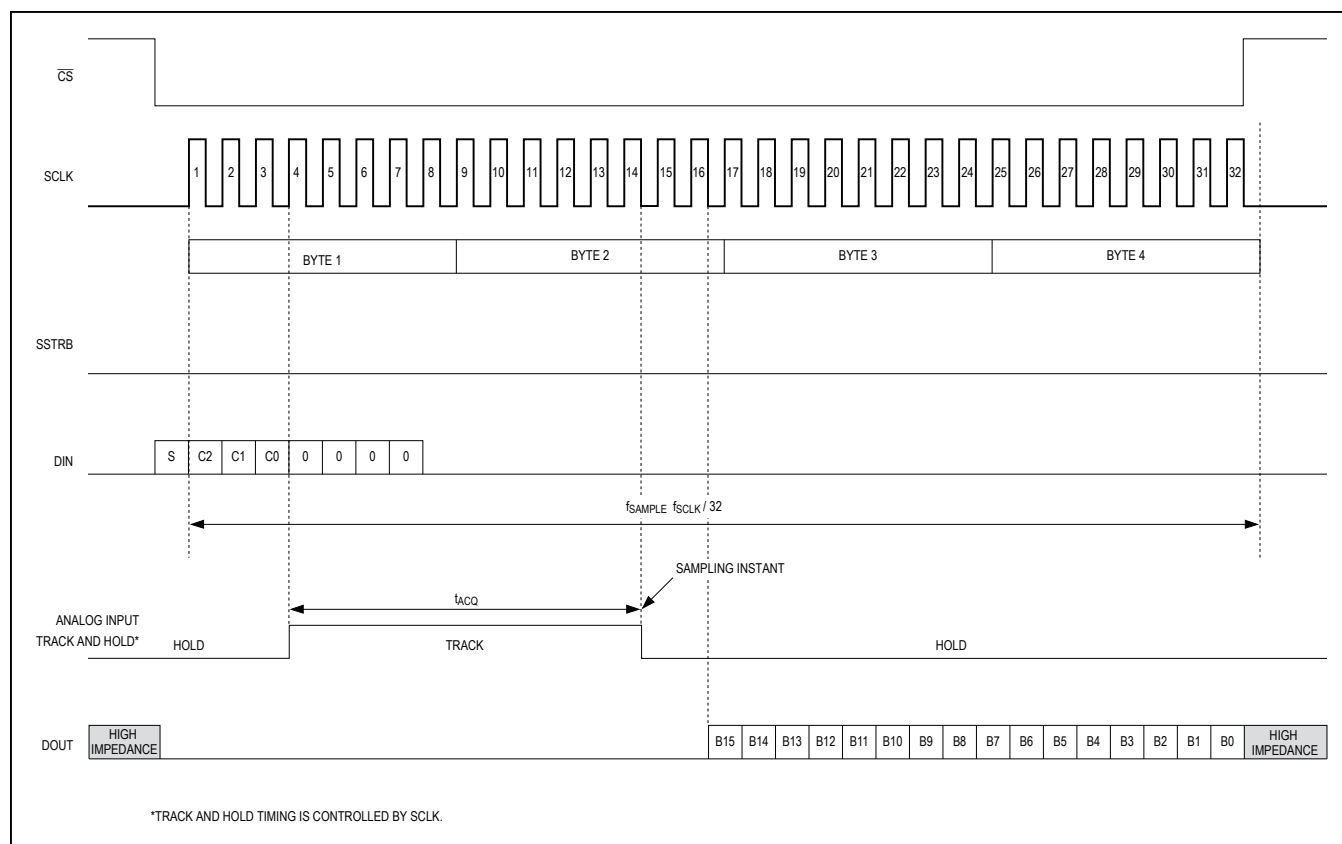 CS
SCLK
1 2 3 4 5 6 7 8 9 10 11 12 13 14 15 16 17 18 19 20 21 22 23 24 25 26 27 28 29 30 31 32
BYTE 1 BYTE 2 BYTE 3 BYTE 4
SSTRB
DIN
S C2 C1 C0 0 0 0 0
fSAMPLE fSCLK / 32
SAMPLING INSTANT
tACQ
ANALOG INPUT
TRACK AND HOLD*
HOLD TRACK HOLD
DOUT
HIGH
IMPEDANCE
B15 B14 B13 B12 B11 B10 B9 B8 B7 B6 B5 B4 B3 B2 B1 B0
HIGH
IMPEDANCE
*TRACK AND HOLD TIMING IS CONTROLLED BY SCLK.